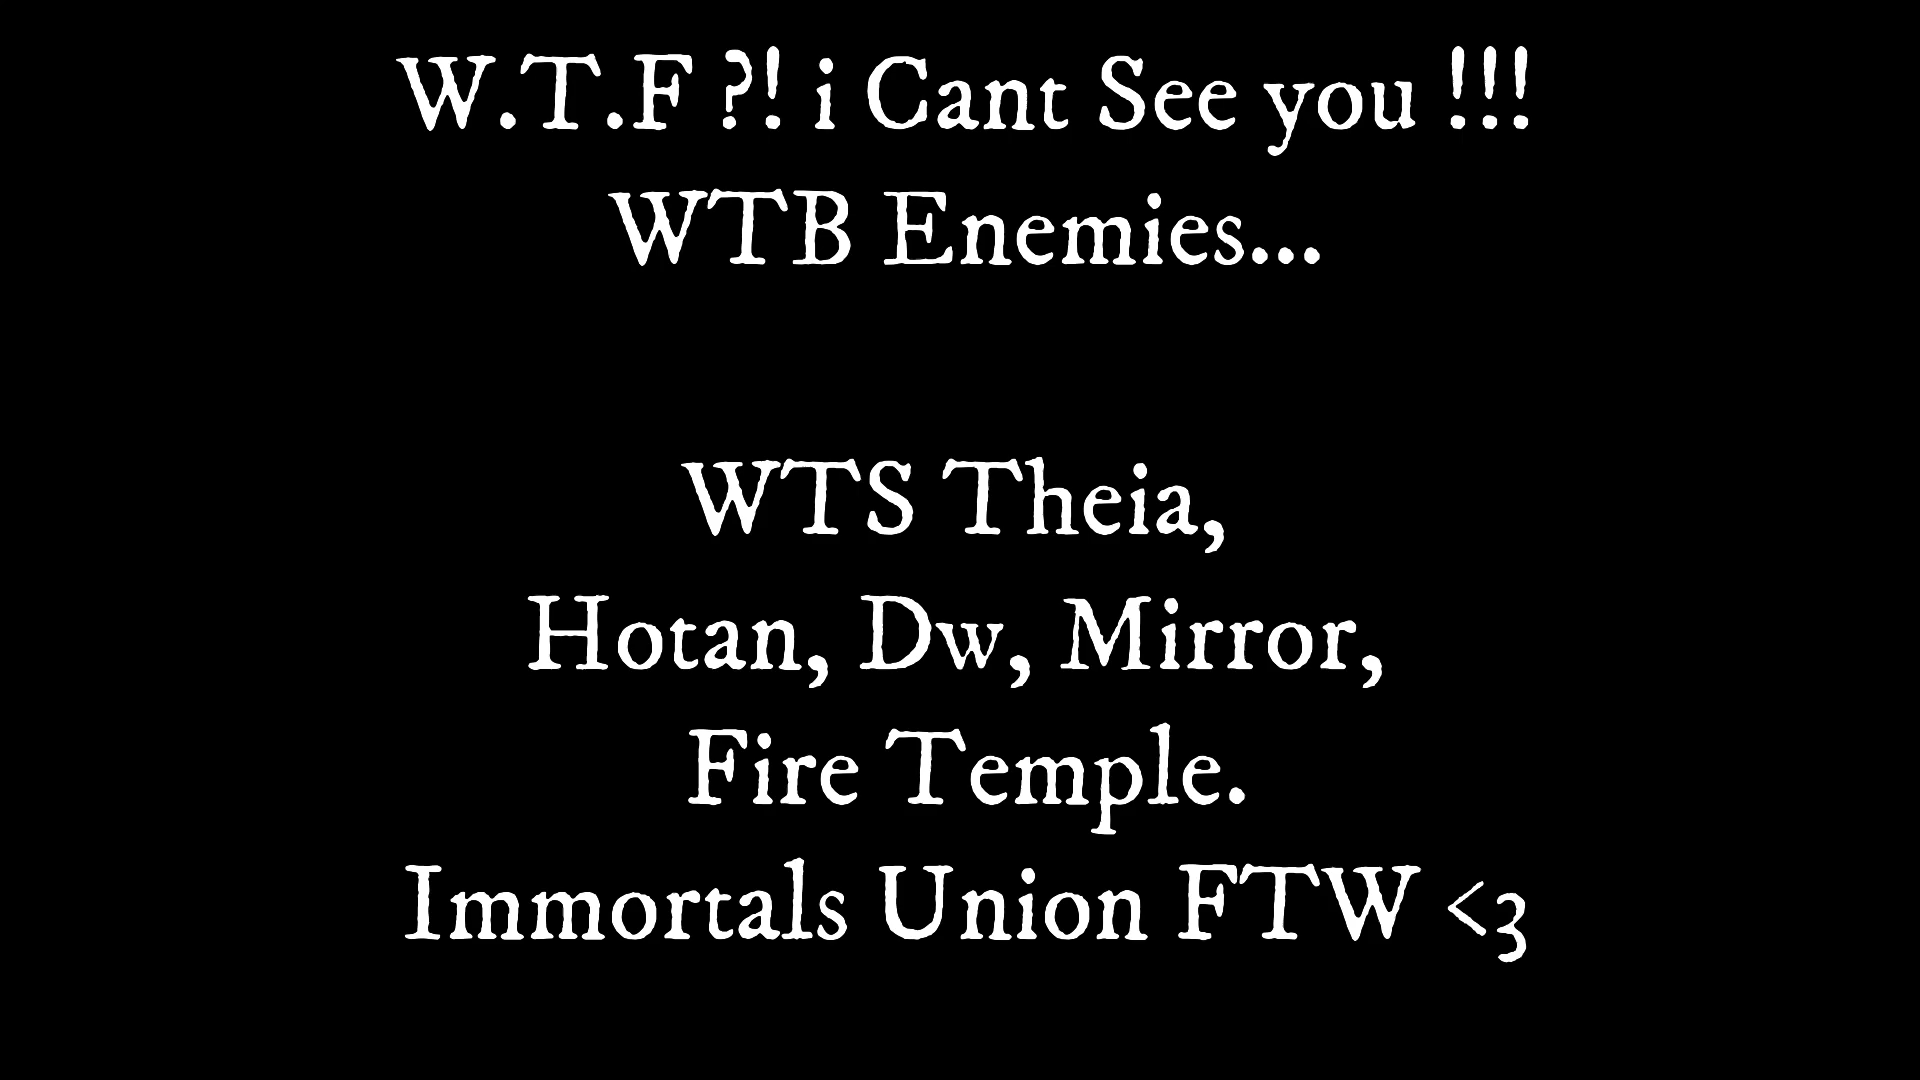 W.T.F ?! i Cant See you !!!
WTB Enemies...
WTS Theia,
Hotan, Dw, Mirror,
Fire Temple.
Immortals Union FTW <3